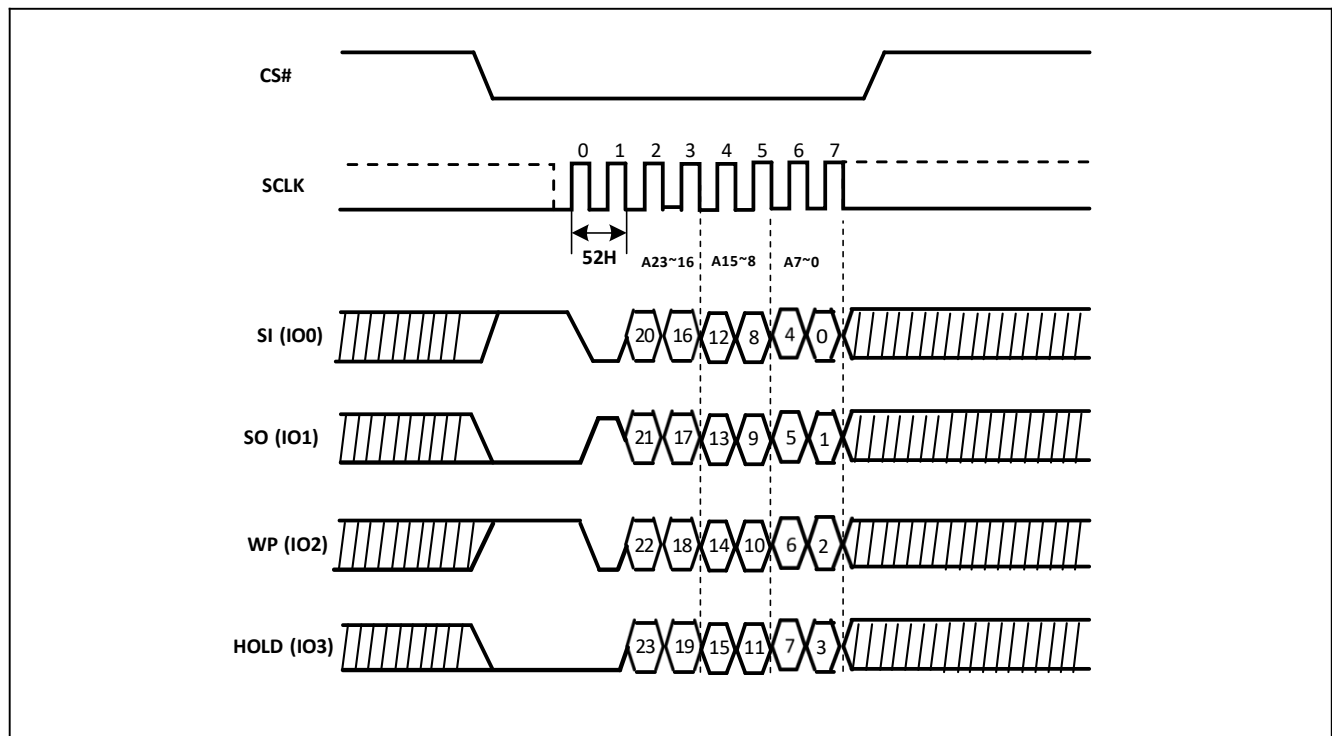 CS#
0 1 2 3 4 5 6 7
SCLK
52H A23~16 A15~8 A7~0
SI (IO0) 20 16 12 8 4 0
SO (IO1) 21 17 13 9 5 1
WP (IO2) 22 18 14 10 6 2
HOLD (IO3) 23 19 15 11 7 3